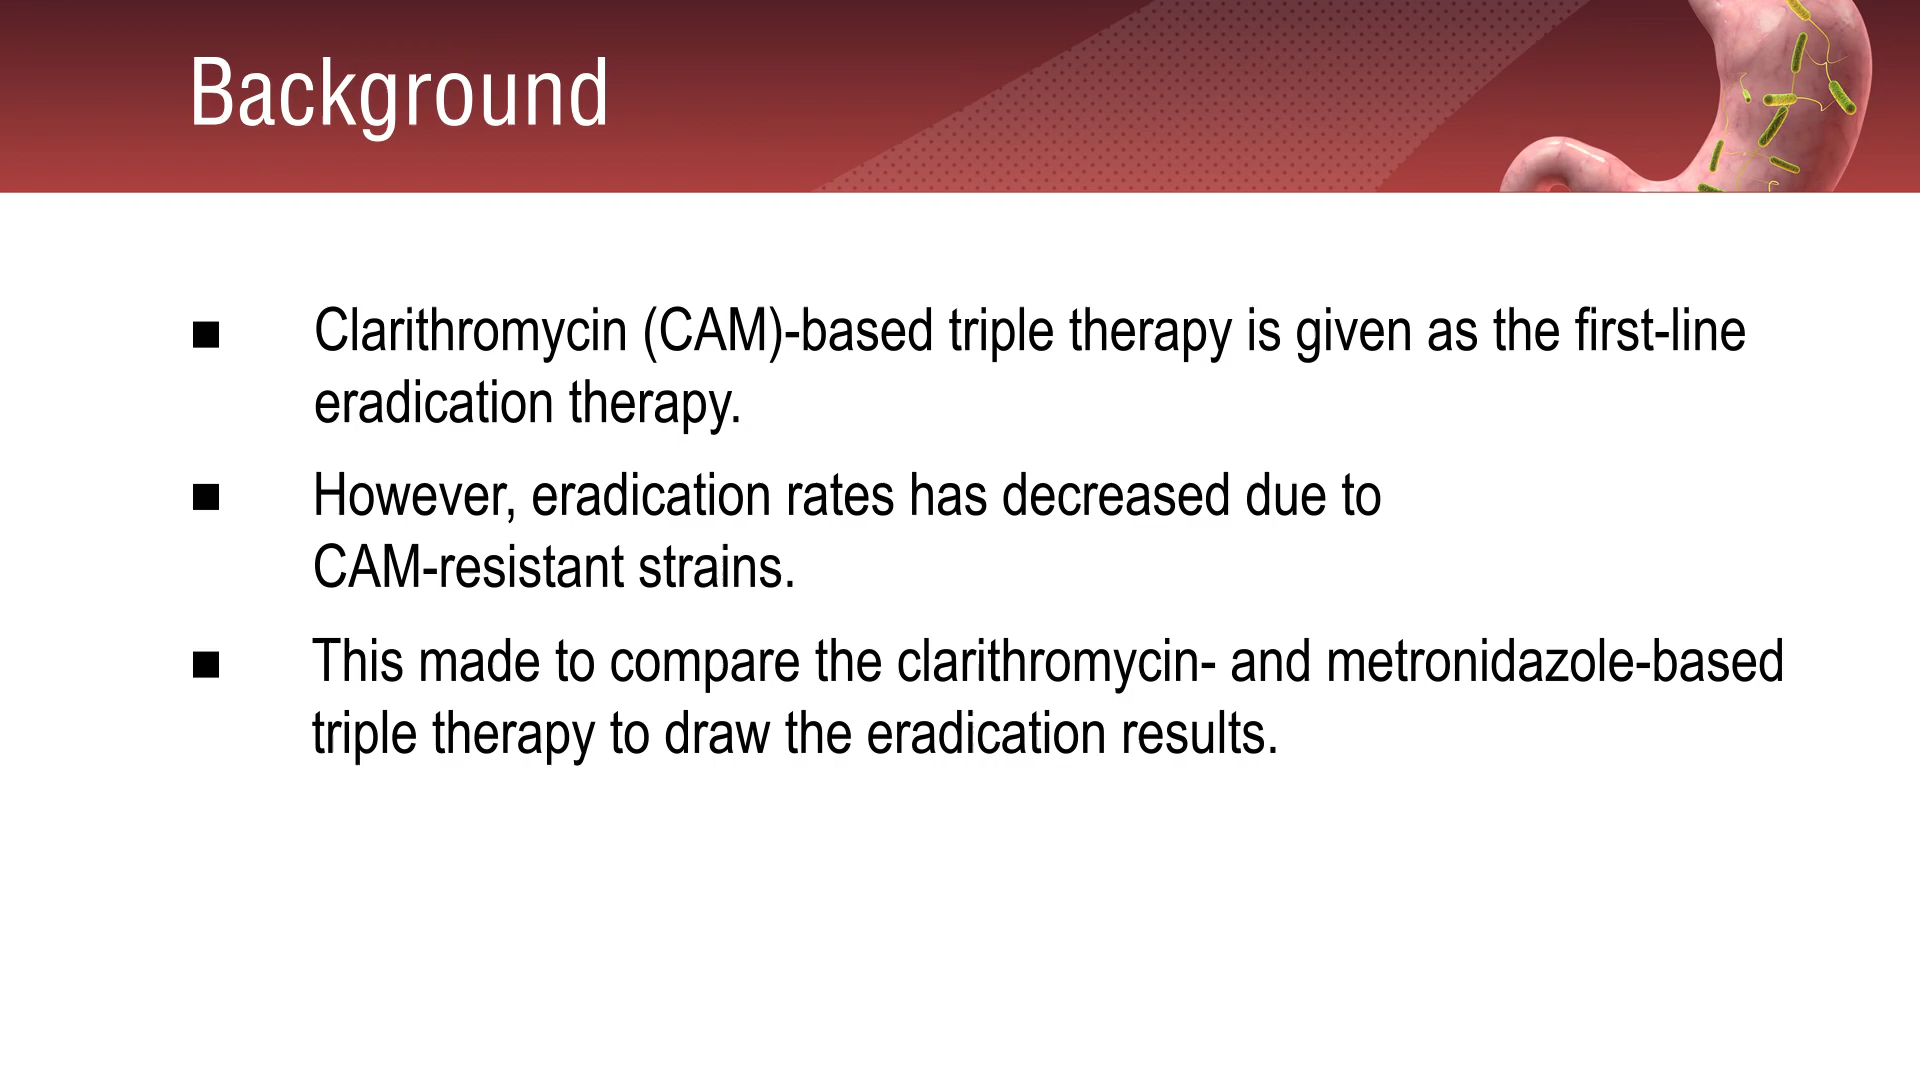 Background
■ Clarithromycin (CAM)-based triple therapy is given as the first-line
eradication therapy.
■ However, eradication rates has decreased due to
CAM-resistant strains.
■ This made to compare the clarithromycin- and metronidazole-based
triple therapy to draw the eradication results.